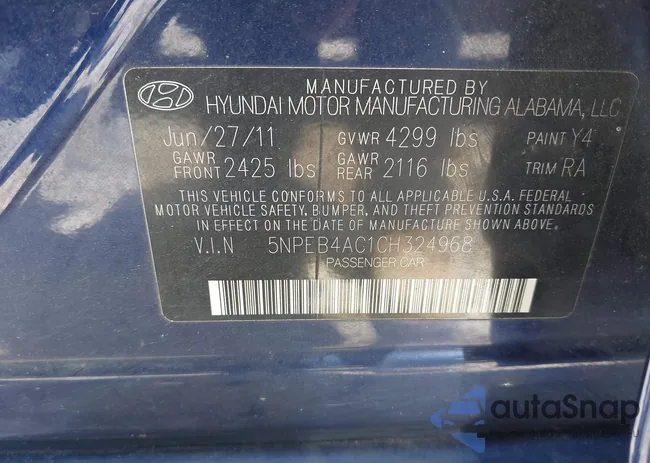 MANUFACTURED BY
HYUNDAI MOTOR MANUFACTURING ALABAMA, LLC
Jun/27/11 GVWR 4299 lbs PAINT Y4
GAWR FRONT 2425 lbs GAWR REAR 2116 lbs TRIM RA
THIS VEHICLE CONFORMS TO ALL APPLICABLE U.S.A. FEDERAL
MOTOR VEHICLE SAFETY, BUMPER, AND THEFT PREVENTION STANDARDS
IN EFFECT ON THE DATE OF MANUFACTURE SHOWN ABOVE.
V.I.N 5NPEB4AC1CH324968
PASSENGER CAR
autoSnap